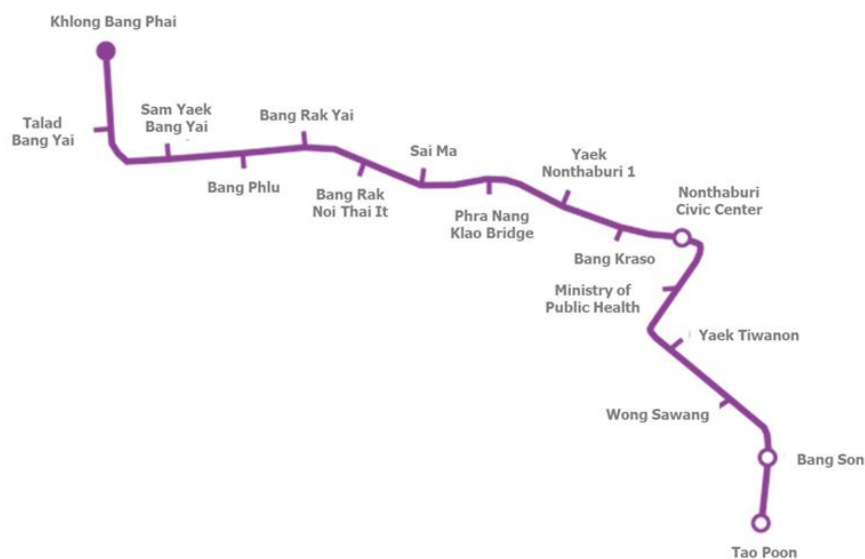 Khlong Bang Phai
Talad
Bang Yai
Sam Yaek
Bang Yai
Bang Phlu
Bang Rak Yai
Bang Rak
Noi Thai It
Sai Ma
Phra Nang
Klao Bridge
Yaek
Nonthaburi 1
Bang Kraso
Nonthaburi
Civic Center
Ministry of
Public Health
Yaek Tiwanon
Wong Sawang
Bang Son
Tao Poon